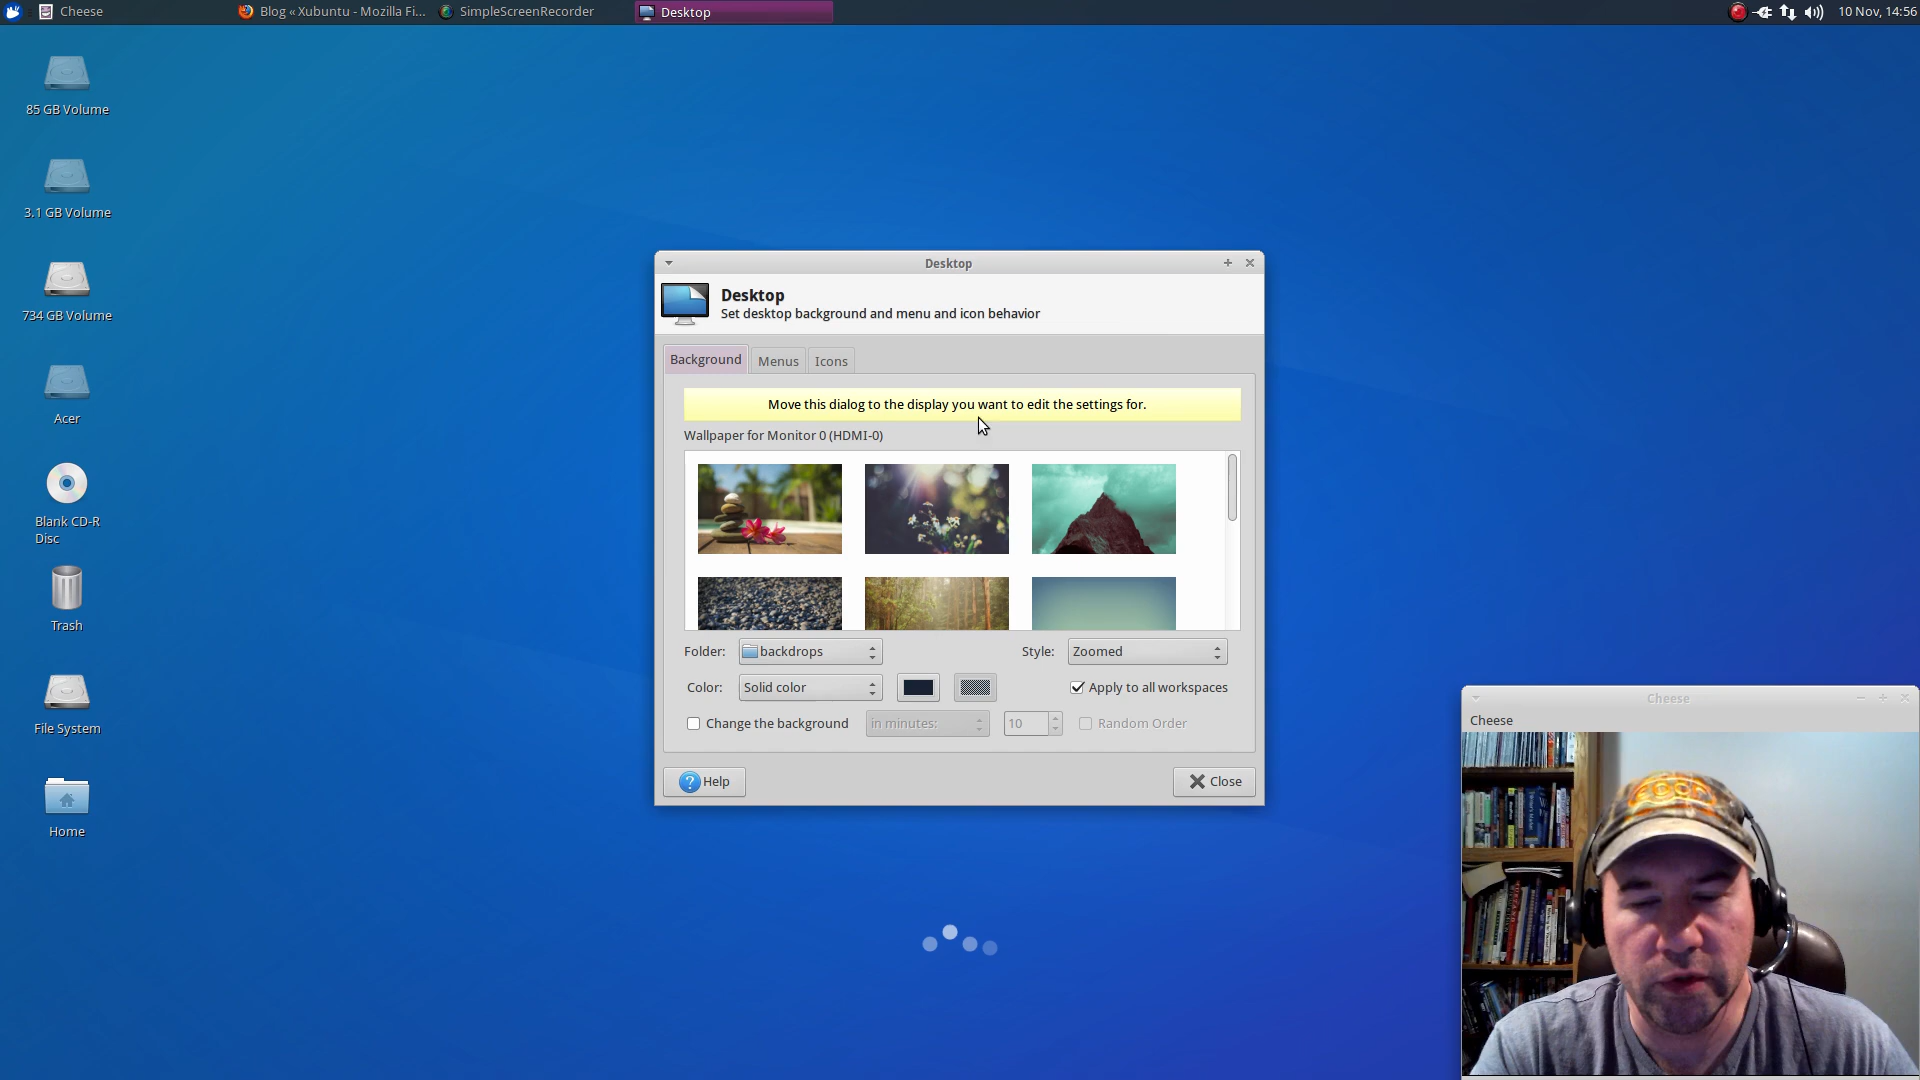 Cheese
Blog « Xubuntu - Mozilla Fi...
SimpleScreenRecorder
Desktop
10 Nov, 14:56
85 GB Volume
3.1 GB Volume
734 GB Volume
Acer
Blank CD-R
Disc
Trash
File System
Home
Desktop
Desktop
Set desktop background and menu and icon behavior
Background
Menus
Icons
Move this dialog to the display you want to edit the settings for.
Wallpaper for Monitor 0 (HDMI-0)
Folder:
backdrops
Style:
Zoomed
Color:
Solid color
Apply to all workspaces
Change the background
in minutes:
10
Random Order
? Help
Close
Cheese
Cheese